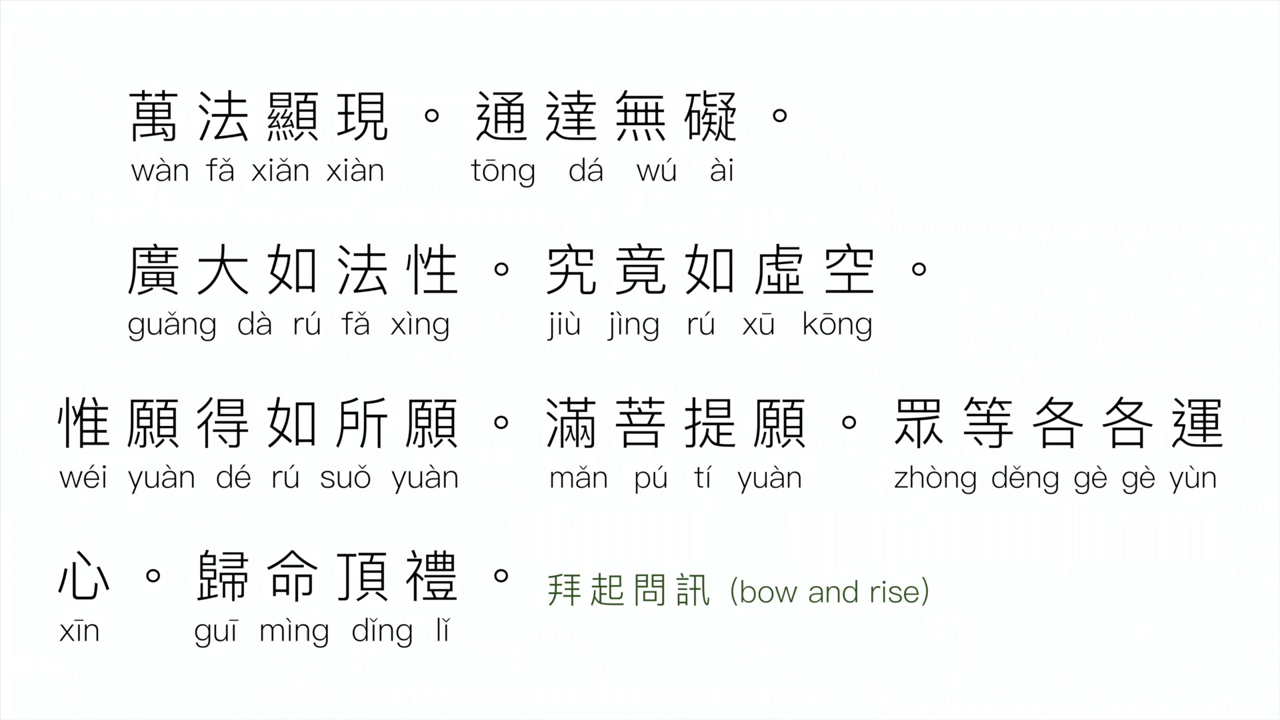 萬法顯現。通達無礙。
wàn fǎ xiǎn xiàn tōng dá wú ài
廣大如法性。究竟如虛空。
guǎng dà rú fǎ xìng jiù jìng rú xū kōng
惟願得如所願。滿菩提願。眾等各各運
wéi yuàn dé rú suǒ yuàn mǎn pú tí yuàn zhòng děng gè gè yùn
心。歸命頂禮。拜起問訊 (bow and rise)
xīn guī mìng dǐng lǐ